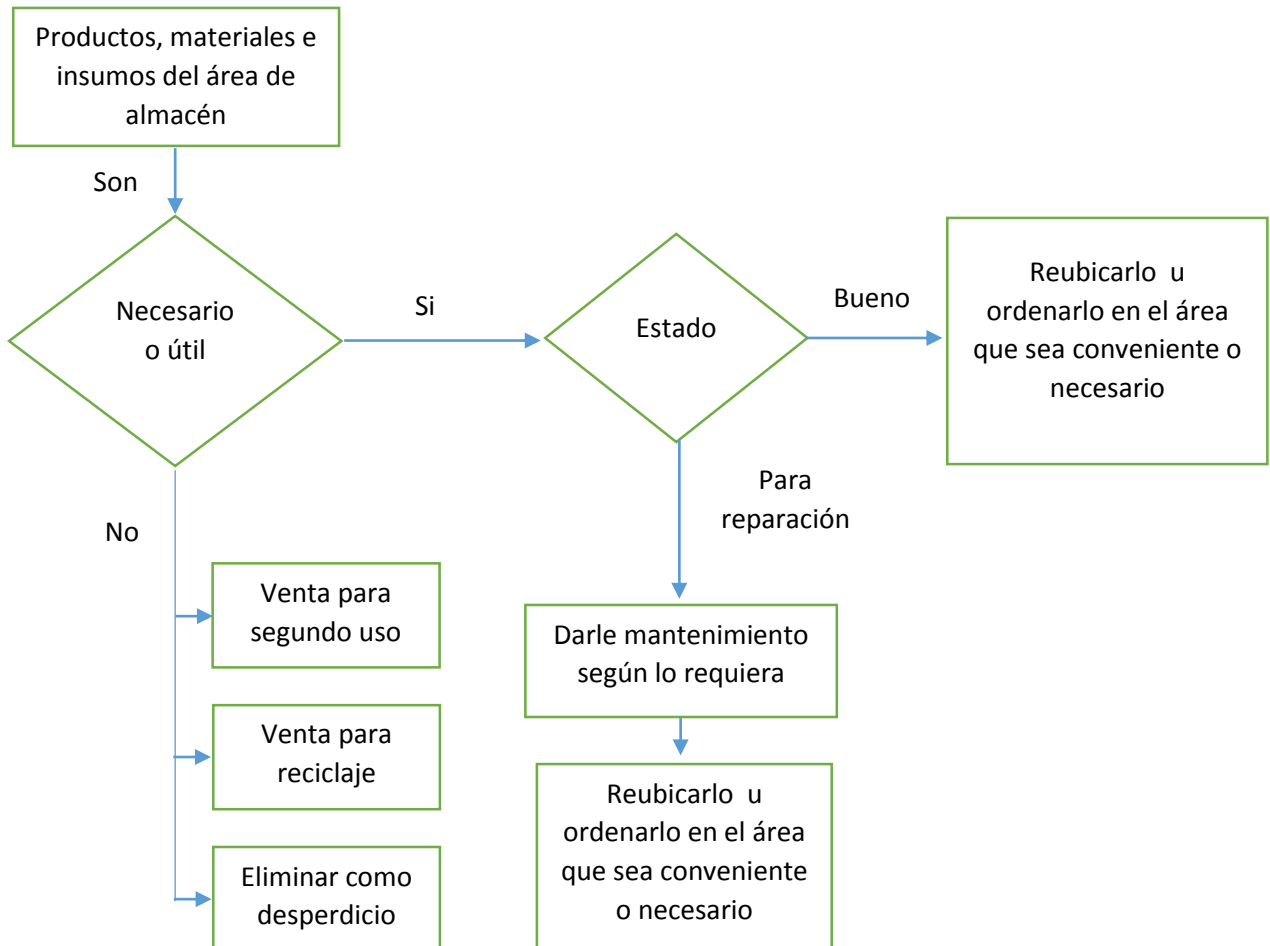 Productos, materiales e
insumos del área de
almacén
Son
Necesario
o útil
Si
Estado
Bueno
Reubicarlo u
ordenarlo en el área
que sea conveniente o
necesario
No
Para
reparación
Venta para
segundo uso
Darle mantenimiento
según lo requiera
Venta para
reciclaje
Reubicarlo u
ordenarlo en el área
que sea conveniente
o necesario
Eliminar como
desperdicio